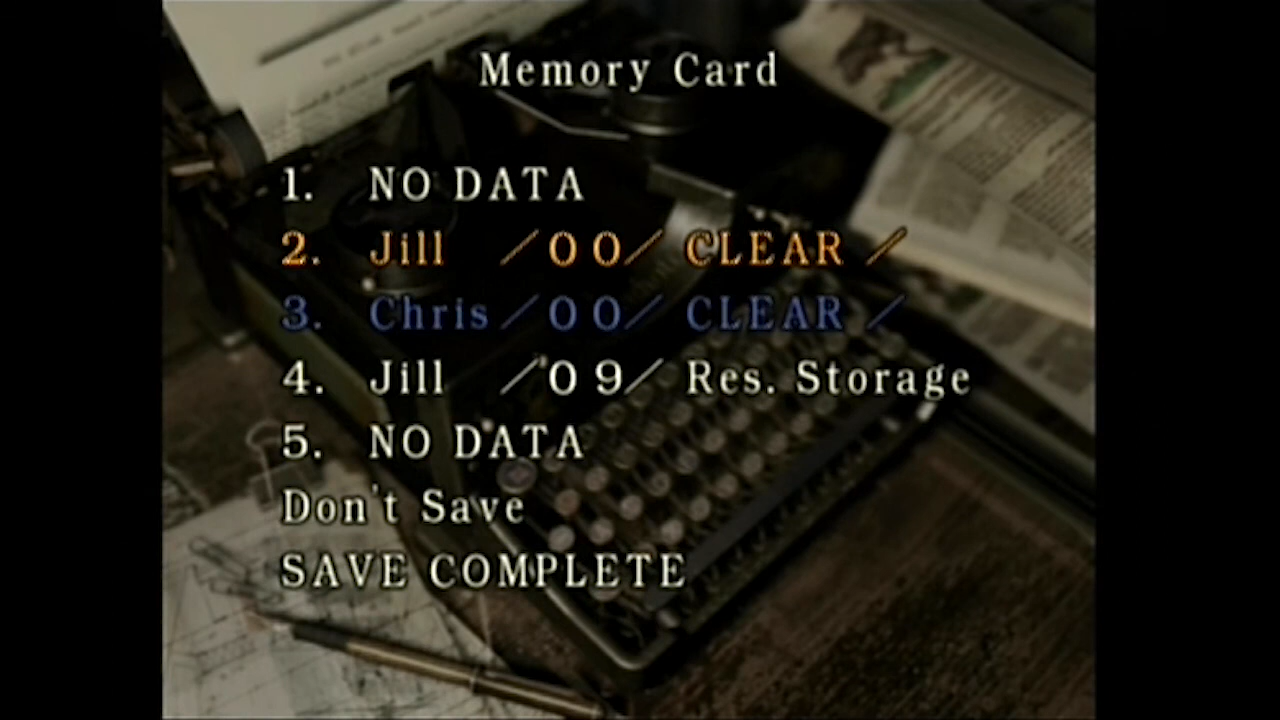 Memory Card
1. NO DATA
2. Jill ／00／ CLEAR ／
3. Chris ／00／ CLEAR ／
4. Jill ／09／ Res. Storage
5. NO DATA
Don't Save
SAVE COMPLETE